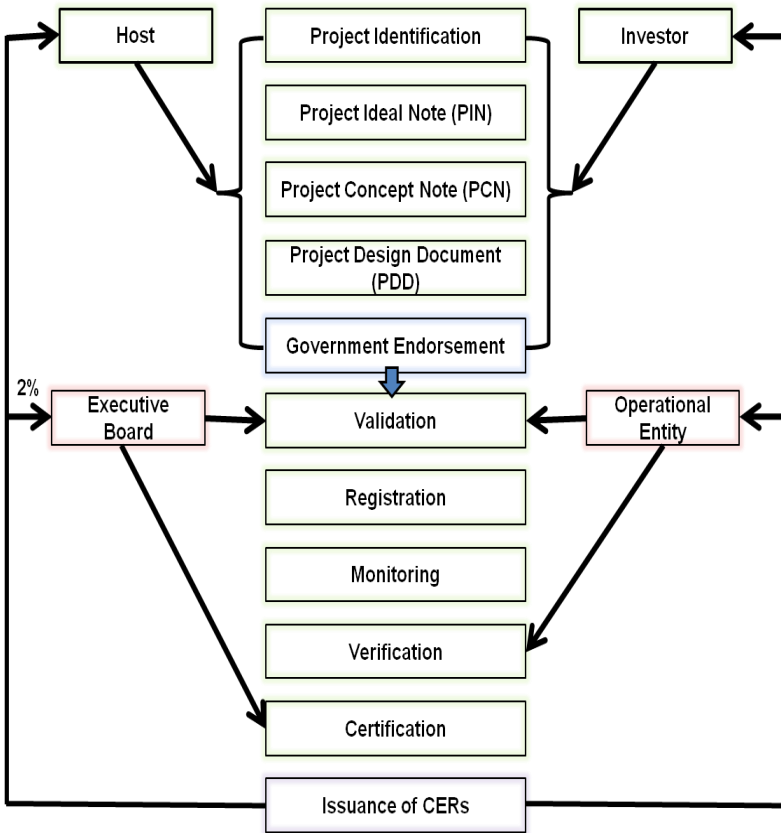 Host
Project Identification
Investor
Project Ideal Note (PIN)
Project Concept Note (PCN)
Project Design Document
(PDD)
Government Endorsement
2%
Executive
Board
Validation
Operational
Entity
Registration
Monitoring
Verification
Certification
Issuance of CERs